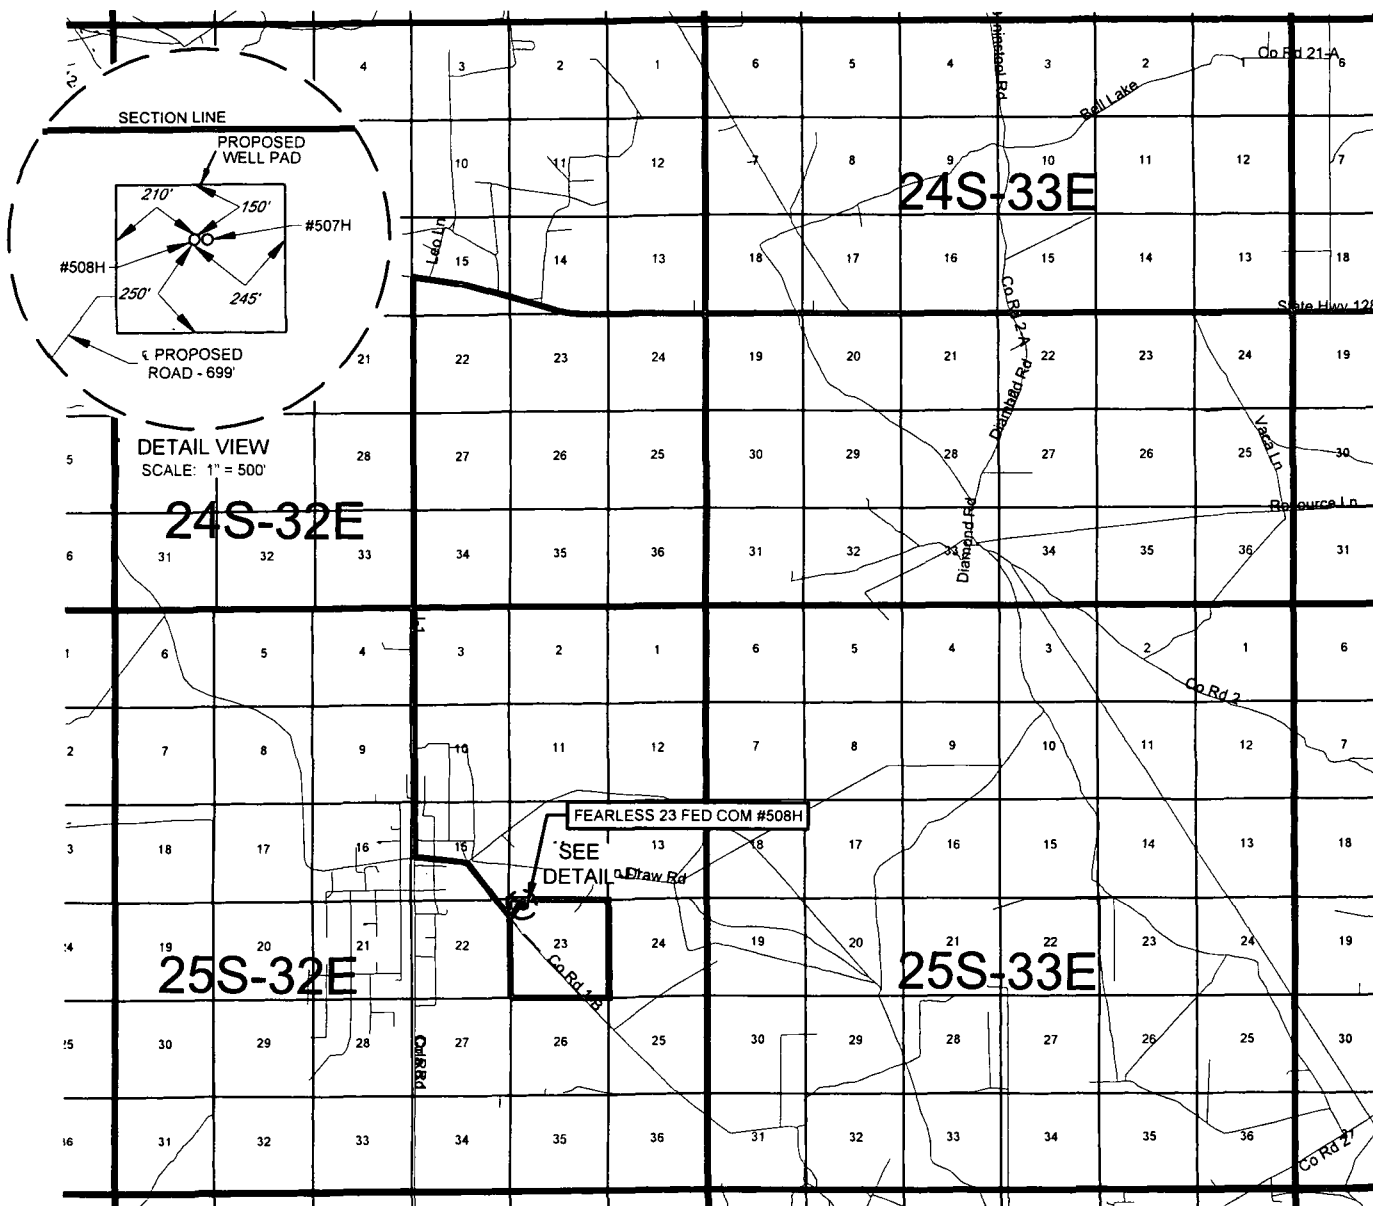 4 3 2 1 6 5 4 3 2 1 6
Co Rd 21-A
Bell Lake
SECTION LINE
PROPOSED
WELL PAD
10 11 12 7 8 9 10 11 12 7
24S-33E
210'
150'
#507H
#508H
250'
245'
Leo Ln
15 14 13 18 17 16 15 14 13 18
Co Rd 2-A
State Hwy 128
PROPOSED
ROAD - 699'
21 22 23 24 19 20 21 22 23 24 19
Diamond Rd
Vaca Ln
DETAIL VIEW
SCALE: 1" = 500'
5 28 27 26 25 30 29 28 27 26 25 30
24S-32E
Resource Ln
Diamond Rd
6 31 32 33 34 35 36 31 32 33 34 35 36 31
1 6 5 4 3 2 1 6 5 4 3 2 1 6
Co Rd 2
2 7 8 9 10 11 12 7 8 9 10 11 12 7
FEARLESS 23 FED COM #508H
3 18 17 16 15 13 18 17 16 15 14 13 18
SEE
DETAIL
Draw Rd
19 20 21 22 23 24 19 20 21 22 23 24 19
25S-32E
25S-33E
Co Rd 1-B
30 29 28 27 26 25 30 29 28 27 26 25 30
31 32 33 34 35 36 31 32 33 34 35 36
Co Rd 2